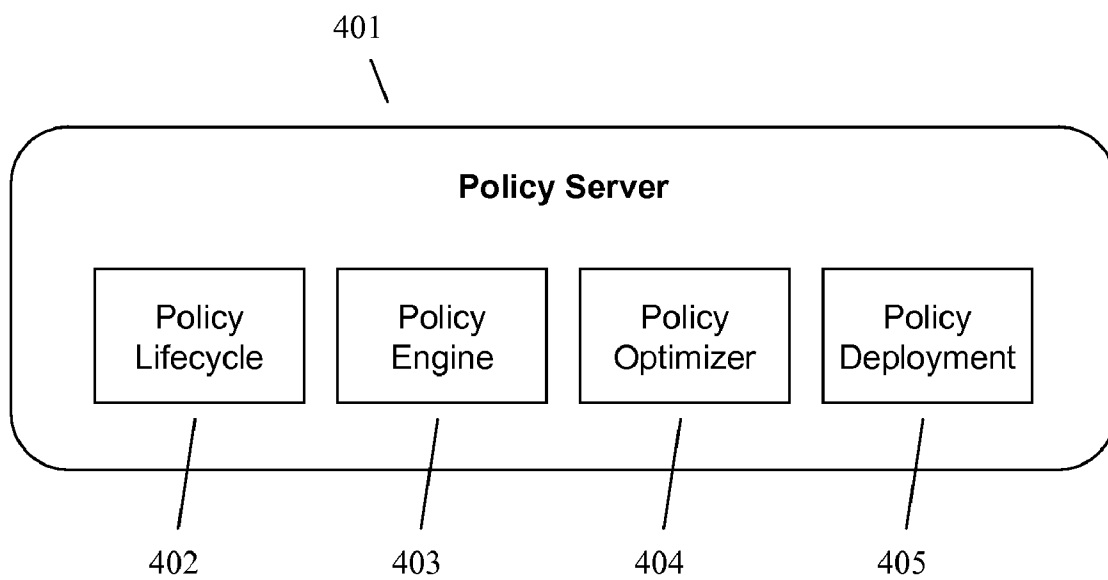 401
Policy Server
Policy
Lifecycle
Policy
Engine
Policy
Optimizer
Policy
Deployment
402
403
404
405